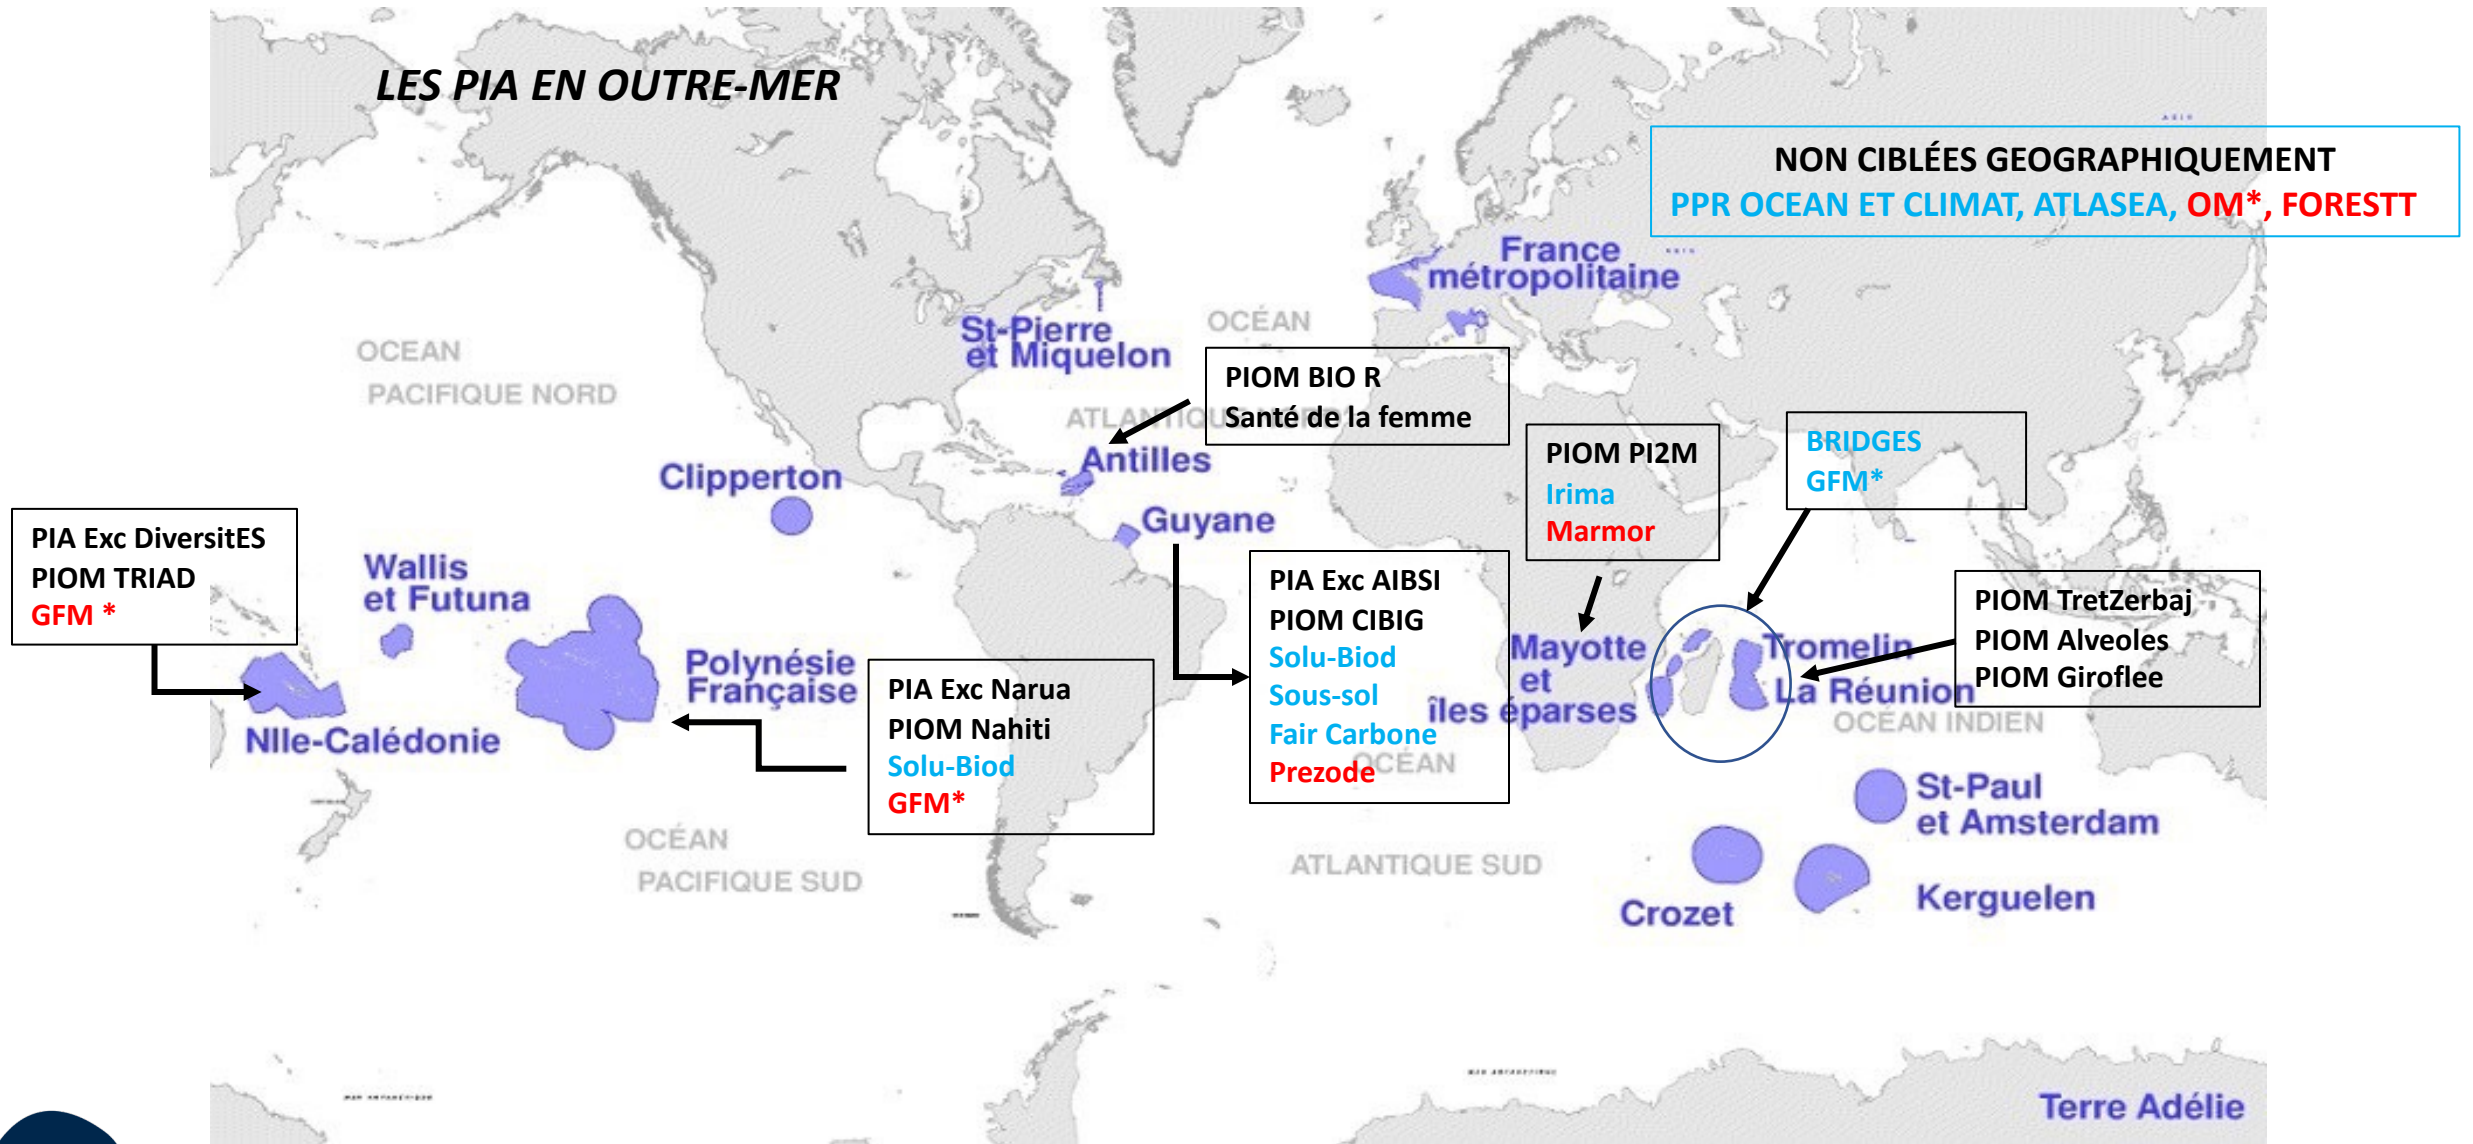 LES PIA EN OUTRE-MER
NON CIBLÉES GEOGRAPHIQUEMENT
PPR OCEAN ET CLIMAT, ATLASEA, OM*, FORESTT
France
métropolitaine
St-Pierre
et Miquelon
OCÉAN
ATLANTIQUE NORD
OCEAN
PACIFIQUE NORD
PIOM BIO R
Santé de la femme
Antilles
Clipperton
Guyane
PIOM PI2M
Irima
Marmor
BRIDGES
GFM*
PIA Exc DiversitES
PIOM TRIAD
GFM *
Wallis
et Futuna
Polynésie
Française
Nlle-Calédonie
PIA Exc Narua
PIOM Nahiti
Solu-Biod
GFM*
PIA Exc AIBSI
PIOM CIBIG
Solu-Biod
Sous-sol
Fair Carbone
Prezode
Mayotte
et
îles éparses
Tromelin
La Réunion
PIOM TretZerbaj
PIOM Alveoles
PIOM Giroflee
OCÉAN INDIEN
OCÉAN
ATLANTIQUE SUD
OCÉAN
PACIFIQUE SUD
St-Paul
et Amsterdam
Crozet
Kerguelen
Terre Adélie